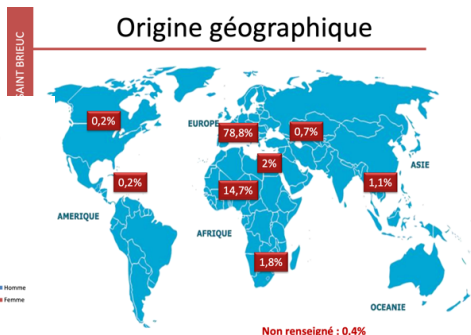 Origine géographique
SAINT BRIEUC
0,2%
EUROPE
78,8%
0,7%
2%
ASIE
0,2%
14,7%
1,1%
AMERIQUE
AFRIQUE
1,8%
Homme
Femme
OCEANIE
Non renseigné : 0.4%